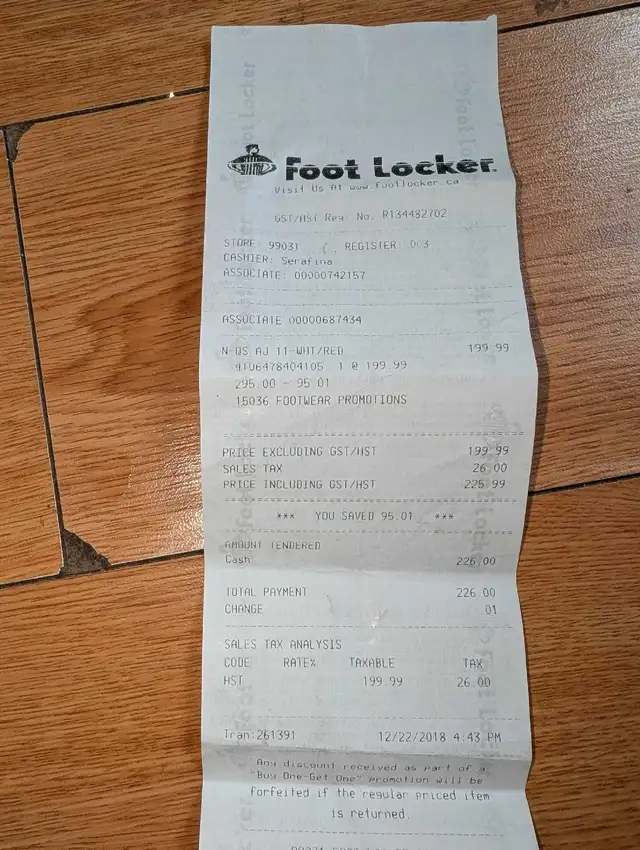 Foot Locker.
Visit Us At www.footlocker.ca
GST/HST Reg. No. R134482702
STORE: 99031 REGISTER: 003
CASHIER: Serafina
ASSOCIATE: 00000742157
ASSOCIATE 00000687434
N-QS AJ 11-WHT/RED 199.99
4106478404105 1 @ 199.99
295.00 - 95.01
15036 FOOTWEAR PROMOTIONS
PRICE EXCLUDING GST/HST 199.99
SALES TAX 26.00
PRICE INCLUDING GST/HST 225.99
*** YOU SAVED 95.01 ***
AMOUNT TENDERED
Cash 226.00
TOTAL PAYMENT 226.00
CHANGE .01
SALES TAX ANALYSIS
CODE RATE% TAXABLE TAX
HST 199.99 26.00
Tran:261391 12/22/2018 4:43 PM
Any discount received as part of a
"Buy One-Get One" promotion will be
forfeited if the regular priced item
is returned.